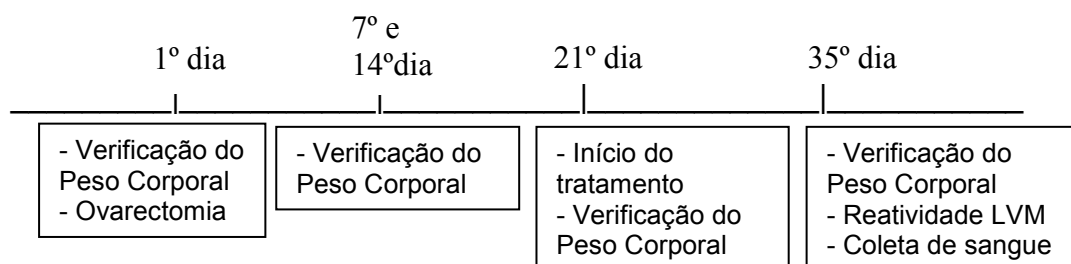 1º dia
7º e
14ºdia
21º dia
35º dia
- Verificação do
Peso Corporal
- Ovarectomia
- Verificação do
Peso Corporal
- Início do
tratamento
- Verificação do
Peso Corporal
- Verificação do
Peso Corporal
- Reatividade LVM
- Coleta de sangue